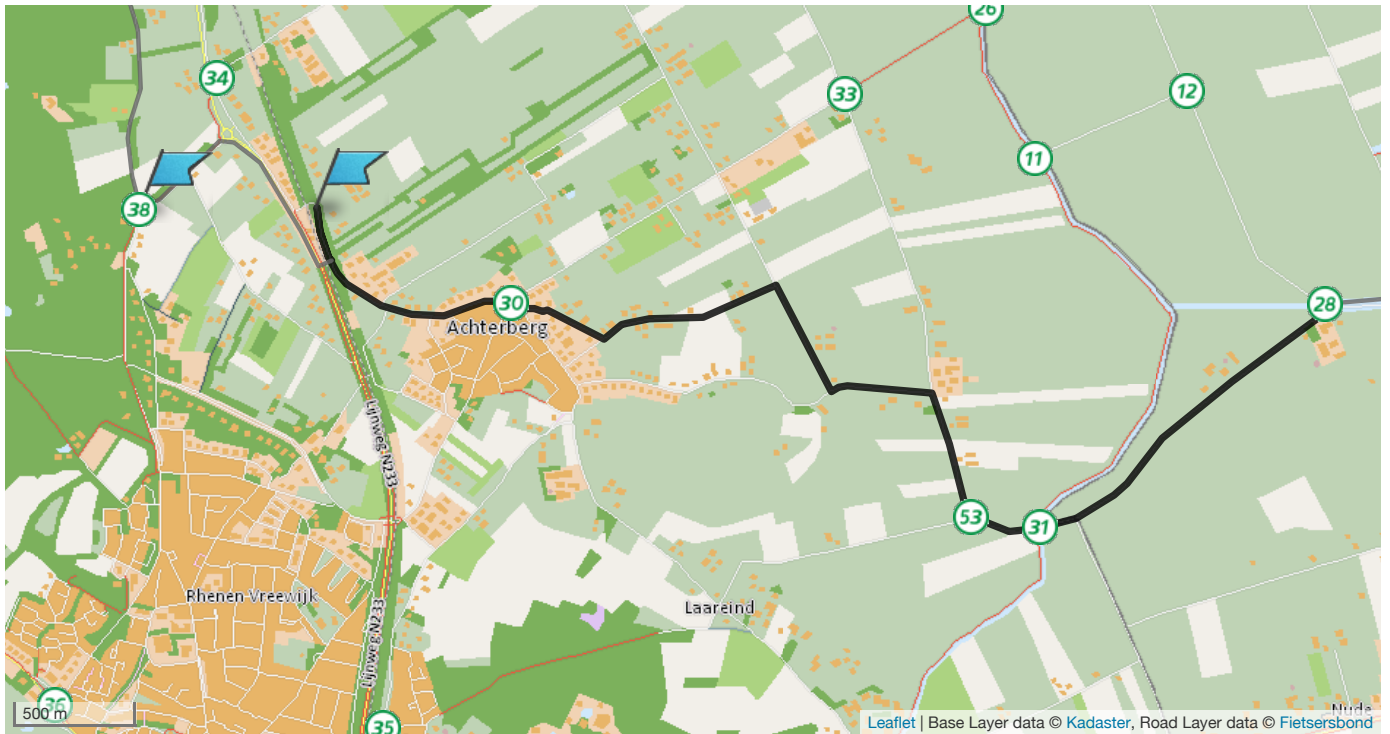 26
34
33
12
11
38
28
30
Achterberg
Lijnweg N233
53
31
Rhenen-Vreewijk
Laareind
Lijnweg N233
36
35
500 m
Nude
Leaflet | Base Layer data © Kadaster, Road Layer data © Fietsersbond